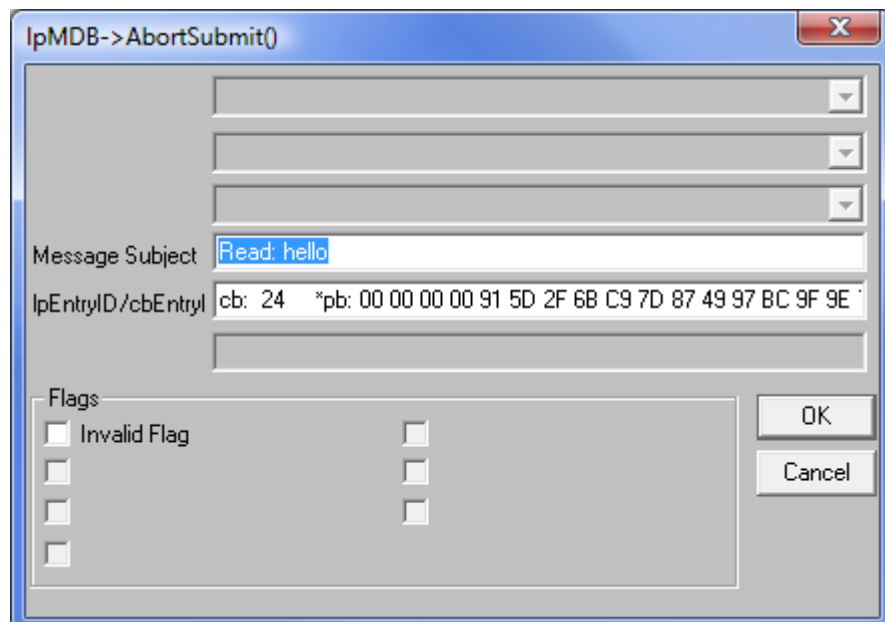 lpMDB->AbortSubmit()
Message Subject Read: hello
lpEntryID/cbEntryI cb: 24 *pb: 00 00 00 00 91 5D 2F 6B C9 7D 87 49 97 BC 9F 9E
Flags
Invalid Flag
OK
Cancel